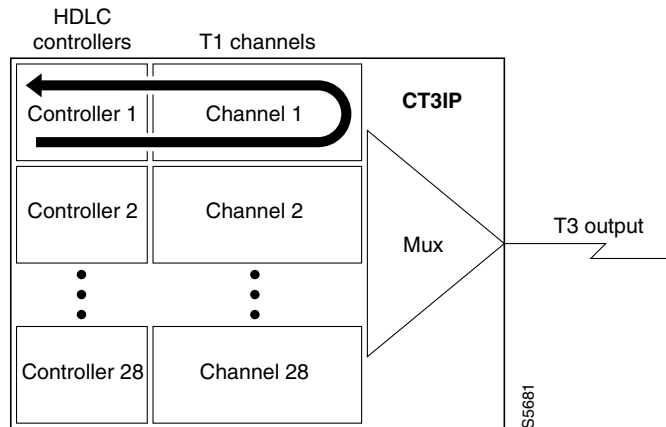 HDLC
controllers
T1 channels
CT3IP
Controller 1
Channel 1
Controller 2
Channel 2
Mux
T3 output
Controller 28
Channel 28
S5681